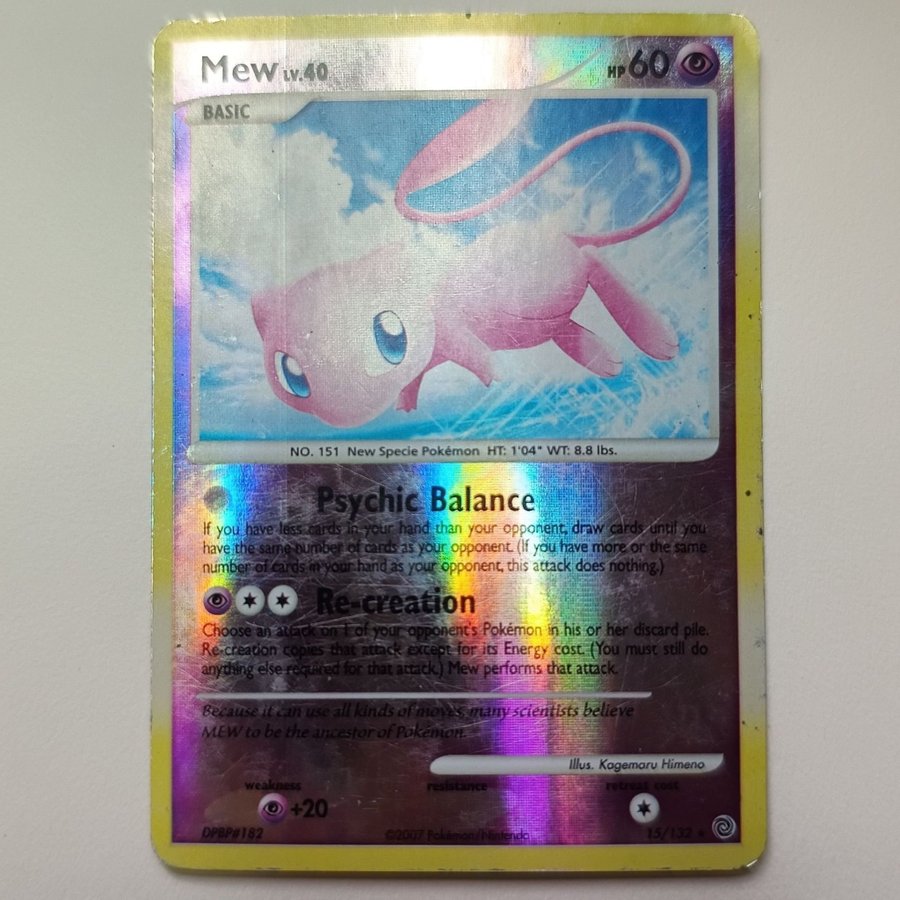 Mew LV.40 HP 60
BASIC
NO. 151 New Specie Pokémon HT: 1'04" WT: 8.8 lbs.
Psychic Balance
If you have less cards in your hand than your opponent, draw cards until you
have the same number of cards as your opponent. (If you have more or the same
number of cards in your hand as your opponent, this attack does nothing.)
Re-creation
Choose an attack on 1 of your opponent's Pokémon in his or her discard pile.
Re-creation copies that attack except for its Energy cost. (You must still do
anything else required for that attack.) Mew performs that attack.
Because it can use all kinds of moves, many scientists believe
MEW to be the ancestor of Pokémon.
Illus. Kagemaru Himeno
weakness resistance retreat cost
+20
DPBP#182 ©2007 Pokémon/Nintendo 15/132 ★